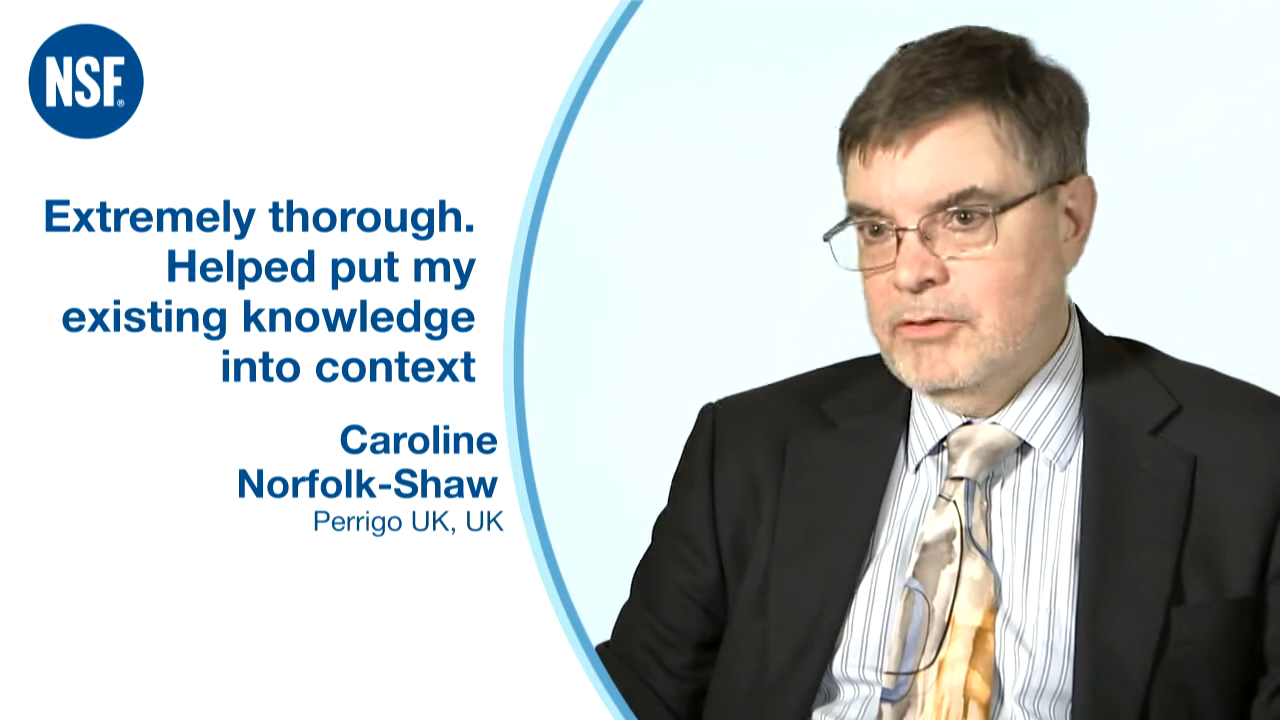 NSF®
Extremely thorough.
Helped put my
existing knowledge
into context
Caroline
Norfolk-Shaw
Perrigo UK, UK